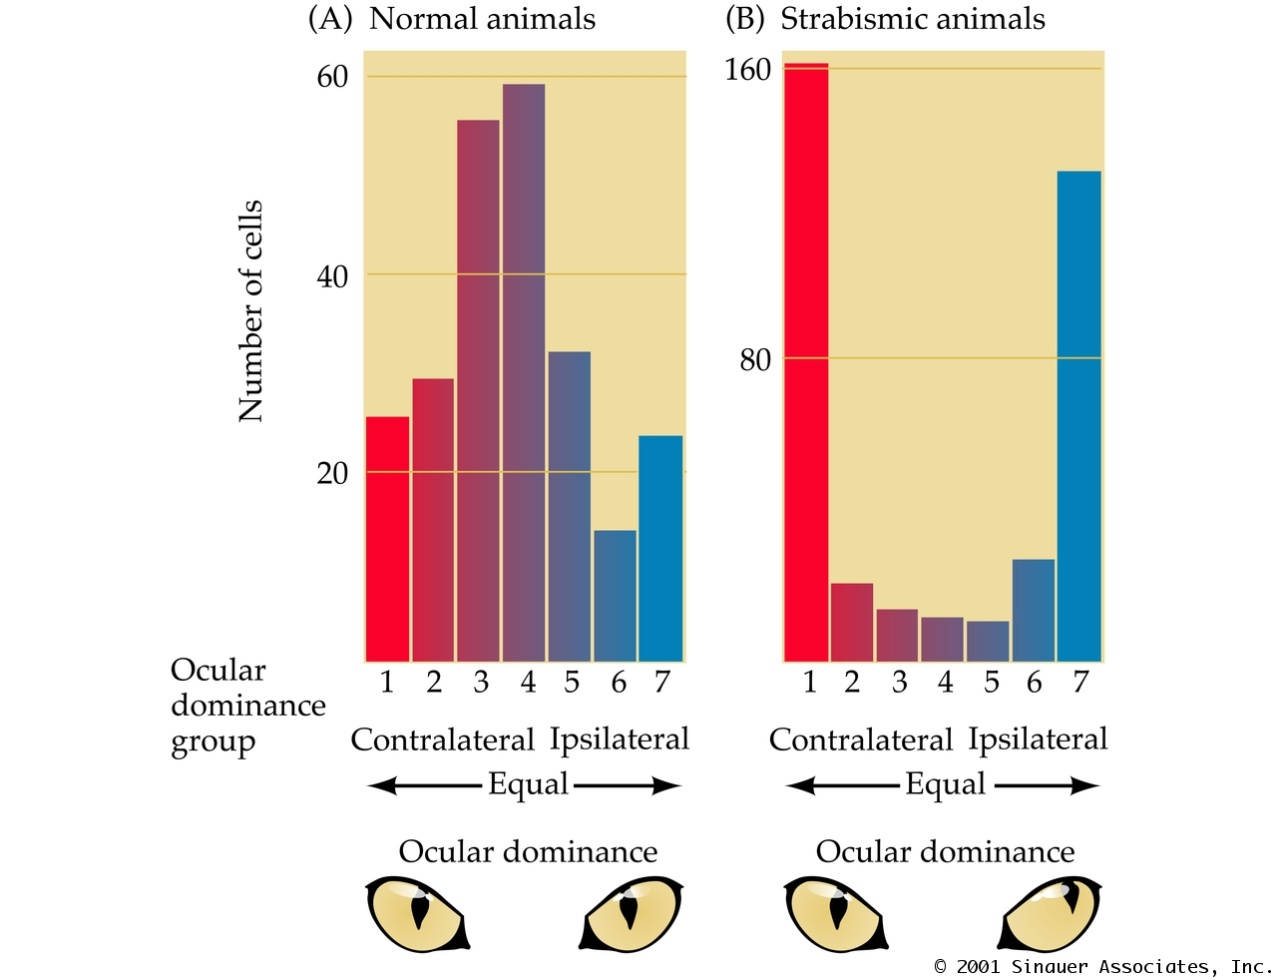 (A) Normal animals
(B) Strabismic animals
Number of cells
60
40
20
160
80
Ocular
dominance
group
1 2 3 4 5 6 7
Contralateral Ipsilateral
Equal
Ocular dominance
1 2 3 4 5 6 7
Contralateral Ipsilateral
Equal
Ocular dominance
© 2001 Sinauer Associates, Inc.